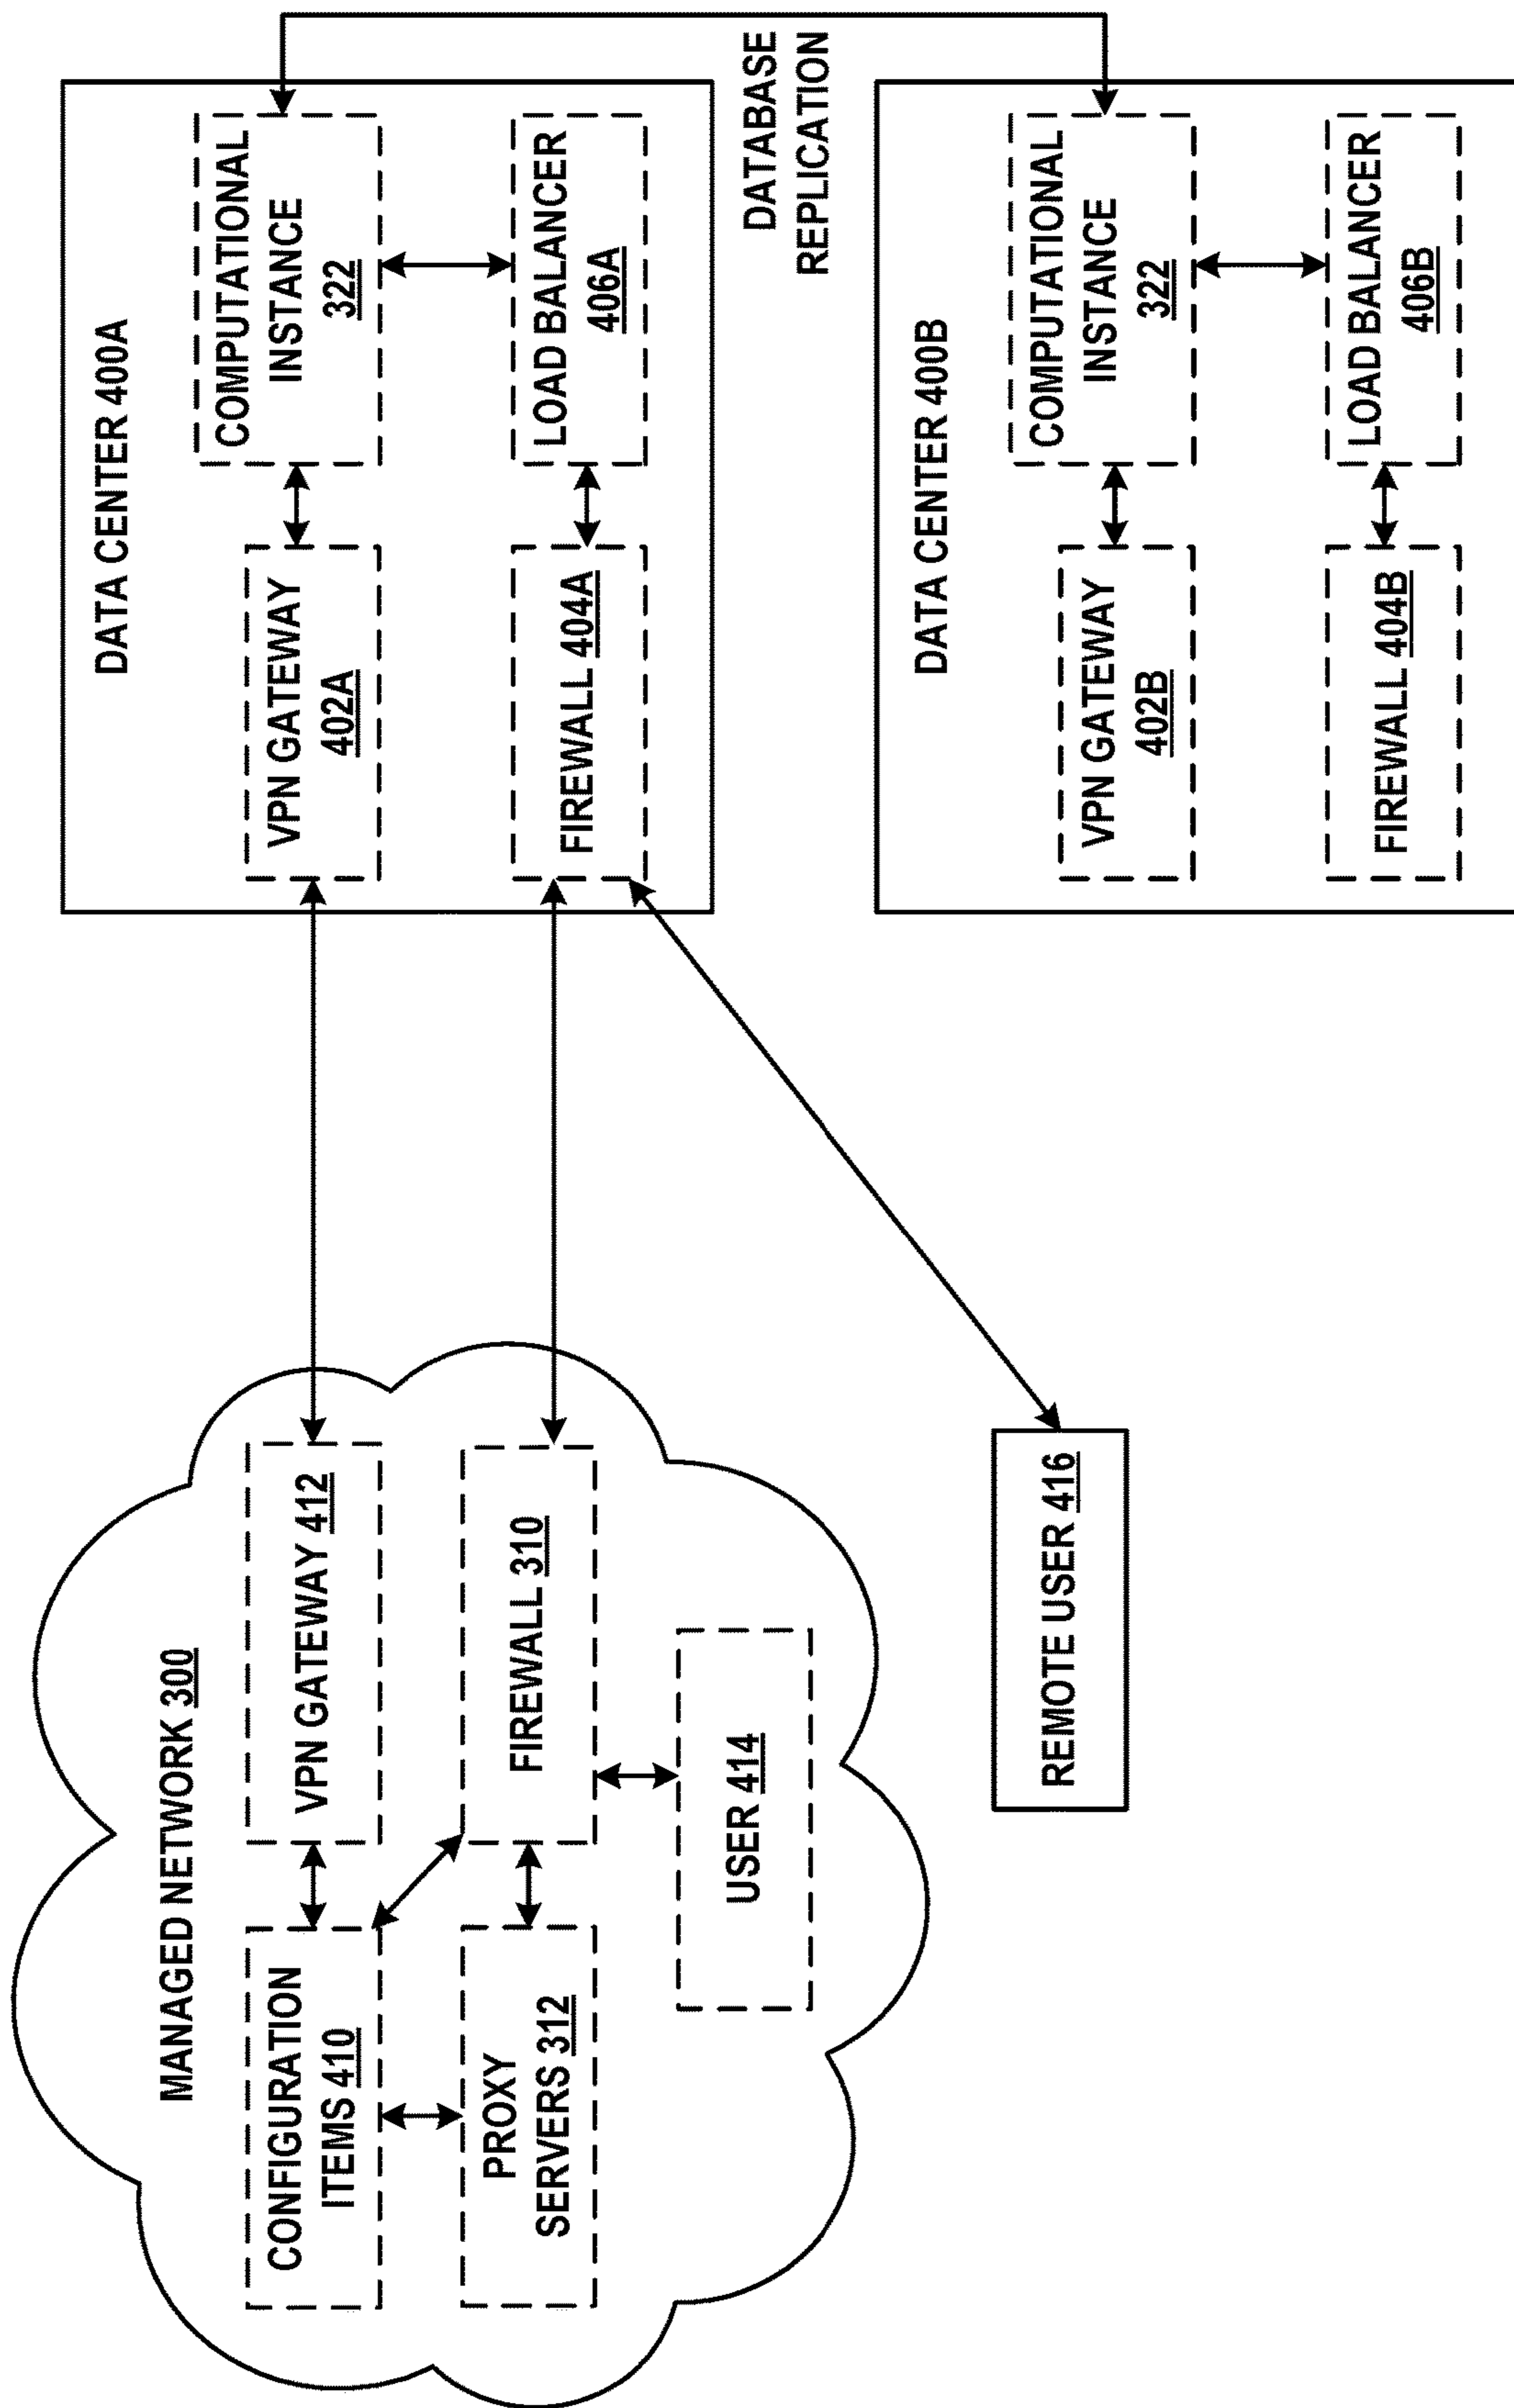 MANAGED NETWORK 300
CONFIGURATION
ITEMS 410
VPN GATEWAY 412
PROXY
SERVERS 312
FIREWALL 310
USER 414
REMOTE USER 416
DATA CENTER 400A
VPN GATEWAY
402A
COMPUTATIONAL
INSTANCE
322
FIREWALL 404A
LOAD BALANCER
406A
DATABASE
REPLICATION
DATA CENTER 400B
VPN GATEWAY
402B
COMPUTATIONAL
INSTANCE
322
FIREWALL 404B
LOAD BALANCER
406B